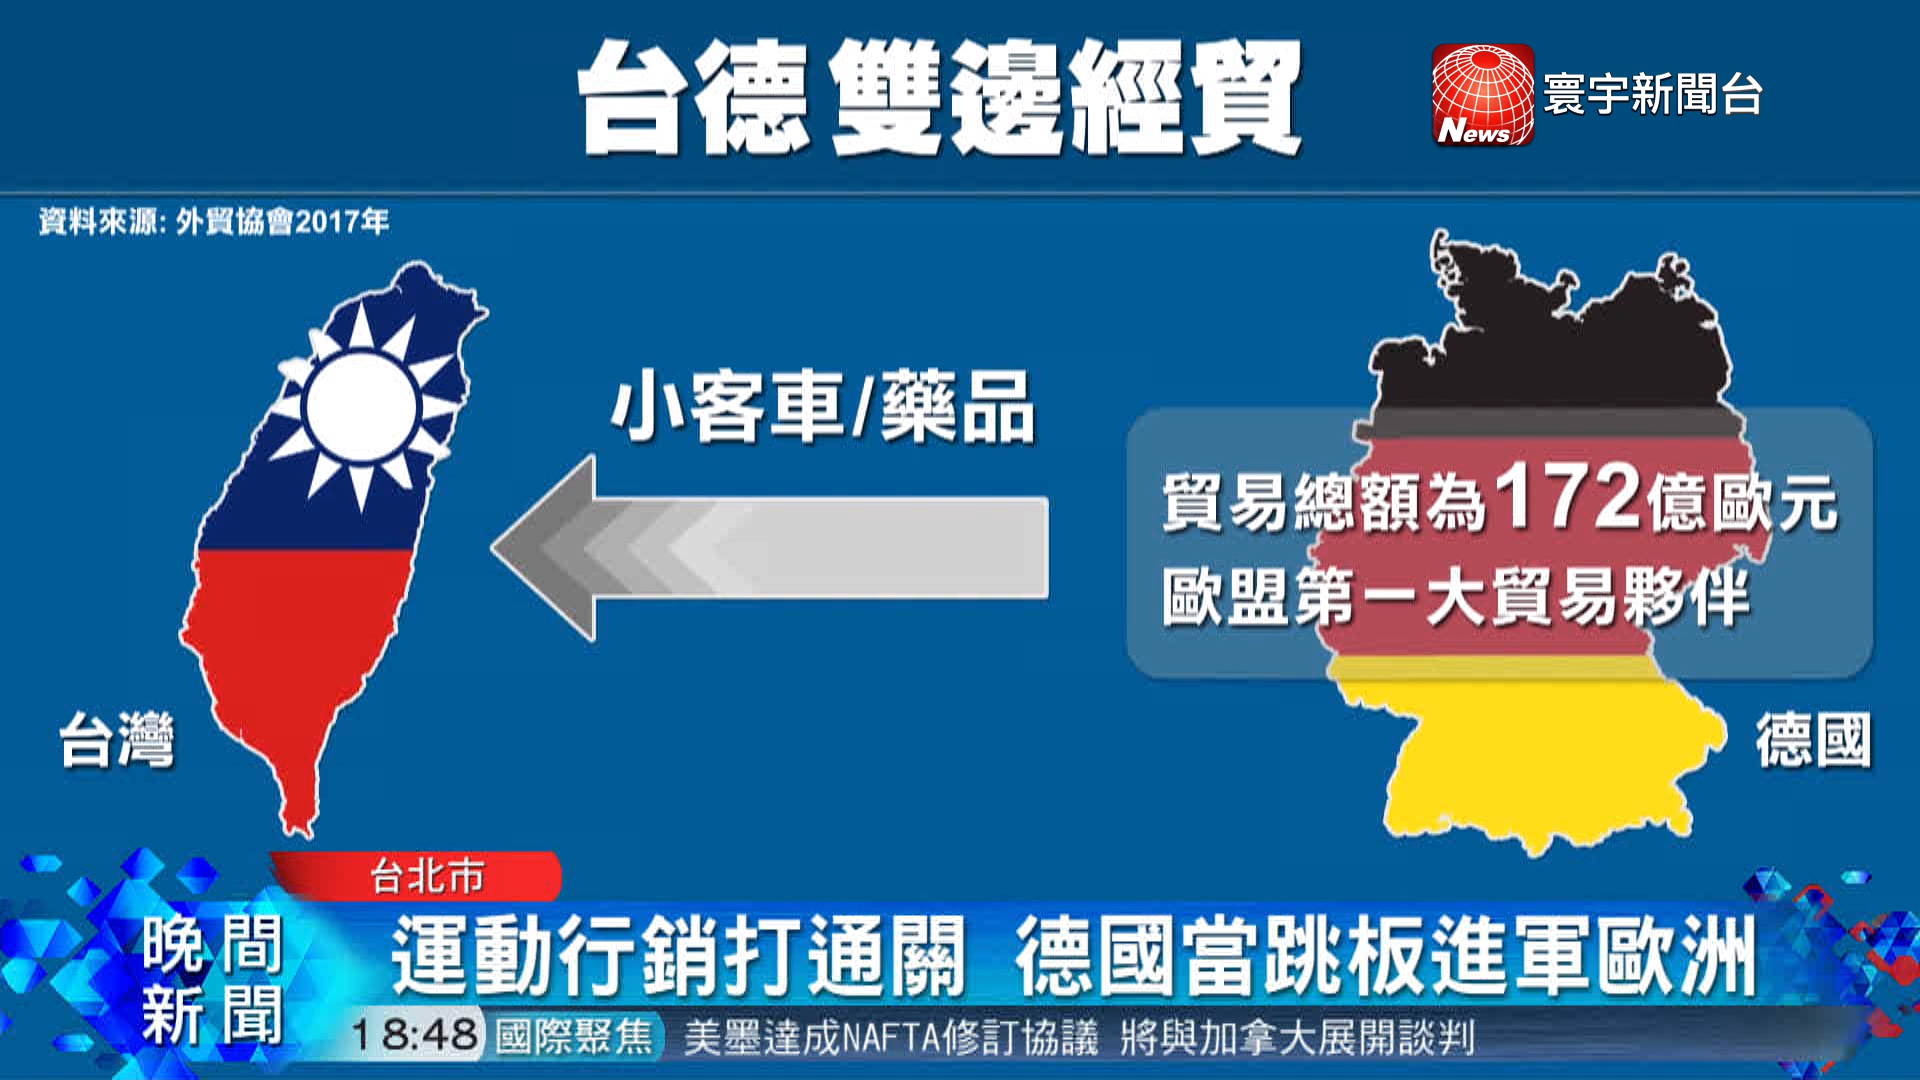 台德 雙邊經貿
News 寰宇新聞台
資料來源: 外貿協會2017年
小客車/藥品
貿易總額為172億歐元
歐盟第一大貿易夥伴
台灣
德國
台北市
晚間新聞
運動行銷打通關 德國當跳板進軍歐洲
18:48 國際聚焦 美墨達成NAFTA修訂協議 將與加拿大展開談判